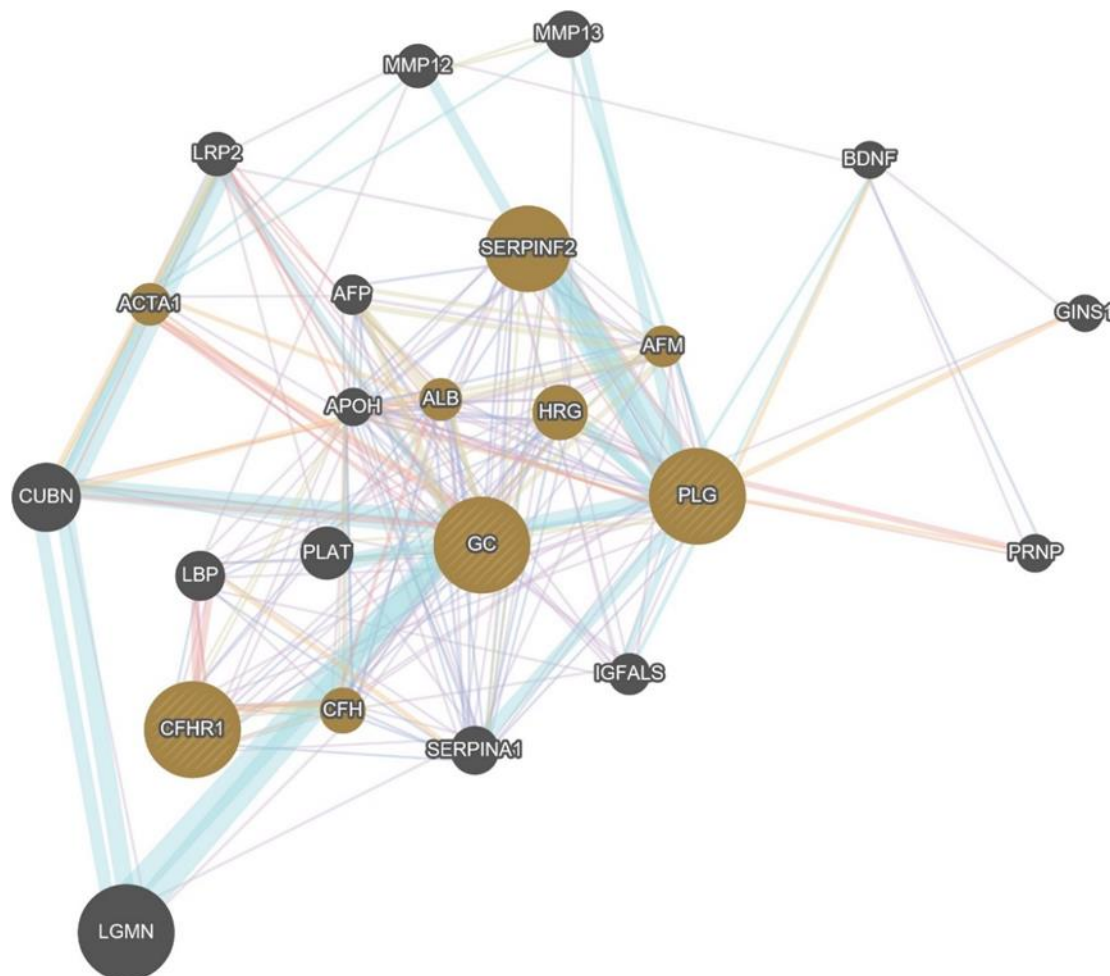 MMP13
MMP12
LRP2
BDNF
SERPINF2
AFP
ACTA1
GINS1
AFM
ALB
APOH
HRG
CUBN
PLG
GC
PLAT
PRNP
LBP
IGFALS
CFH
CFHR1
SERPINA1
LGMN